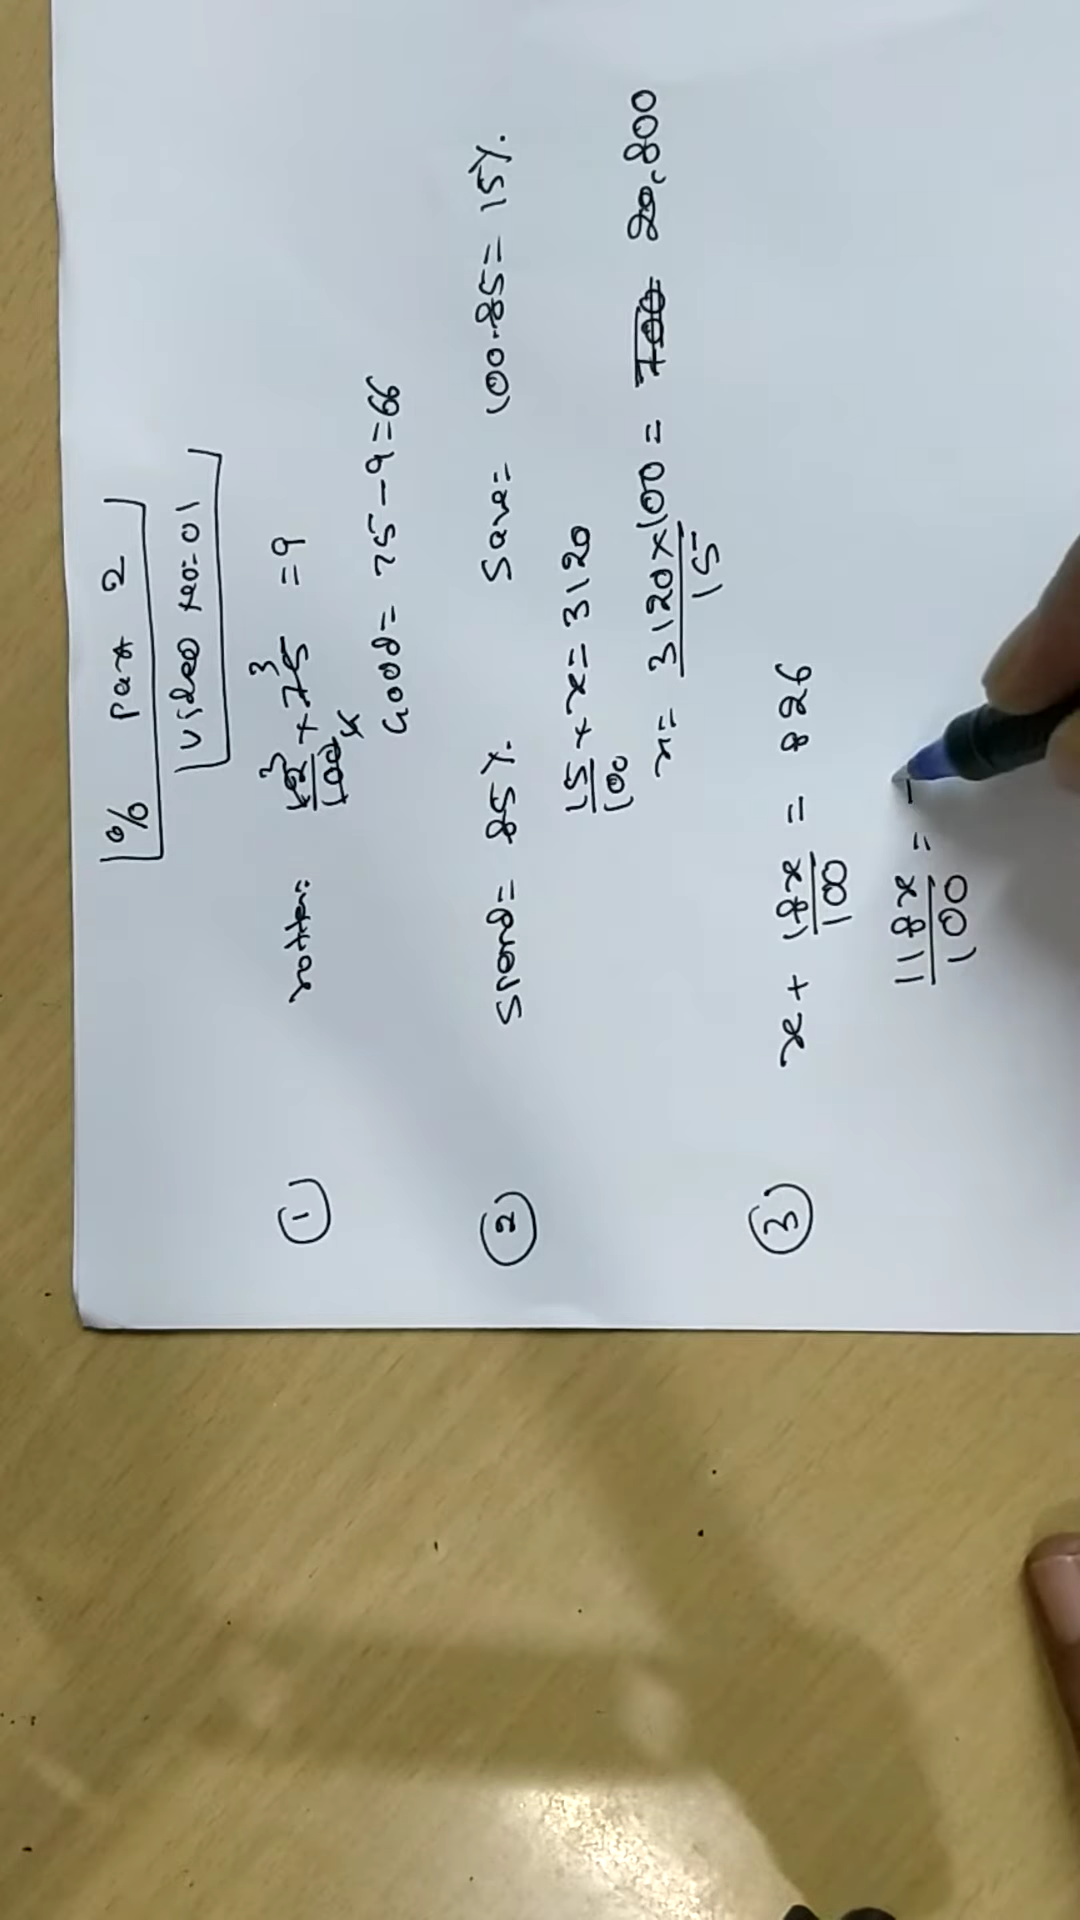 % Part 2
Video no:-01
① rotten = 12/100 × 75 = 9
Good = 75 - 9 = 66
② Spend = 85% Save = 100-85 = 15%.
15/100 × x = 3120
x = 3120×100/15 = 700 20,800
③ x + 18x/100 = 826
118x/100 =